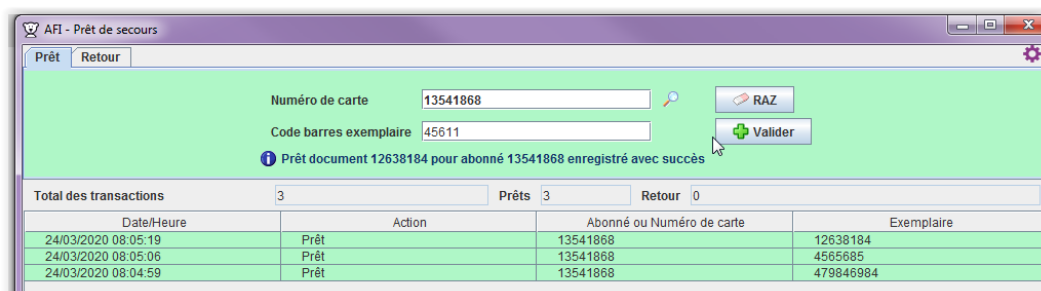 AFI - Prêt de secours
Prêt Retour
Numéro de carte 13541868 RAZ
Code barres exemplaire 45611 Valider
Prêt document 12638184 pour abonné 13541868 enregistré avec succès
Total des transactions 3 Prêts 3 Retour 0
Date/Heure Action Abonné ou Numéro de carte Exemplaire
24/03/2020 08:05:19 Prêt 13541868 12638184
24/03/2020 08:05:06 Prêt 13541868 4565685
24/03/2020 08:04:59 Prêt 13541868 479846984